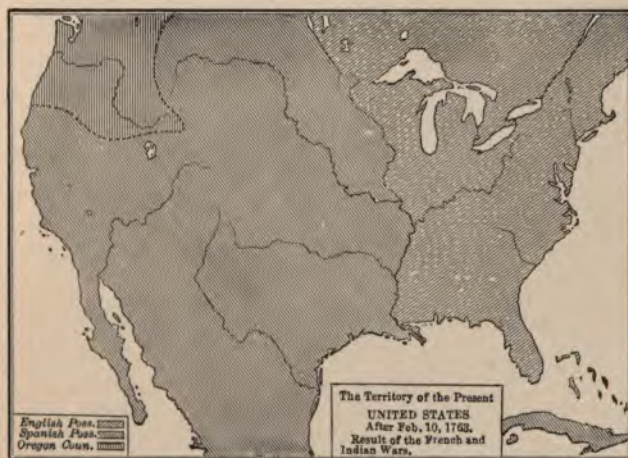 The Territory of the Present
UNITED STATES
After Feb. 10, 1763.
Result of the French and
Indian Wars.
English Poss.
Spanish Poss.
Oregon Coun.